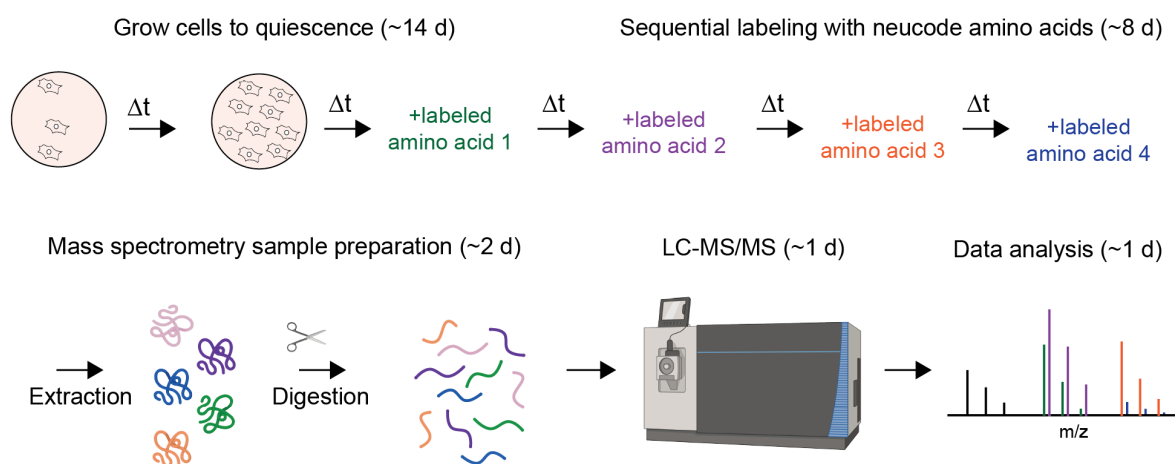 Grow cells to quiescence (~14 d)
Sequential labeling with neucode amino acids (~8 d)
Δt
Δt
+labeled
amino acid 1
Δt
+labeled
amino acid 2
Δt
+labeled
amino acid 3
Δt
+labeled
amino acid 4
Mass spectrometry sample preparation (~2 d)
LC-MS/MS (~1 d)
Data analysis (~1 d)
Extraction
Digestion
m/z